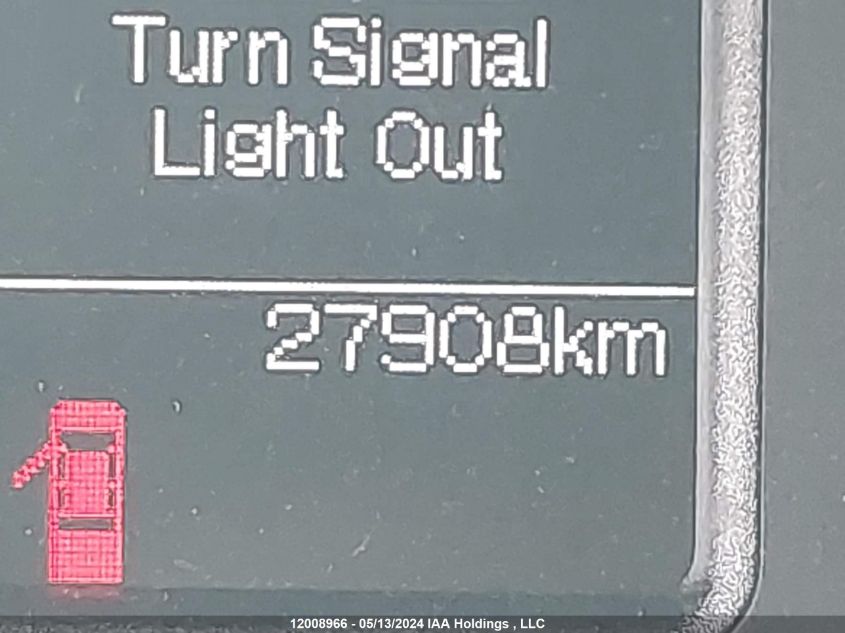 Turn Signal
Light Out
27908km
12008966 - 05/13/2024 IAA Holdings , LLC